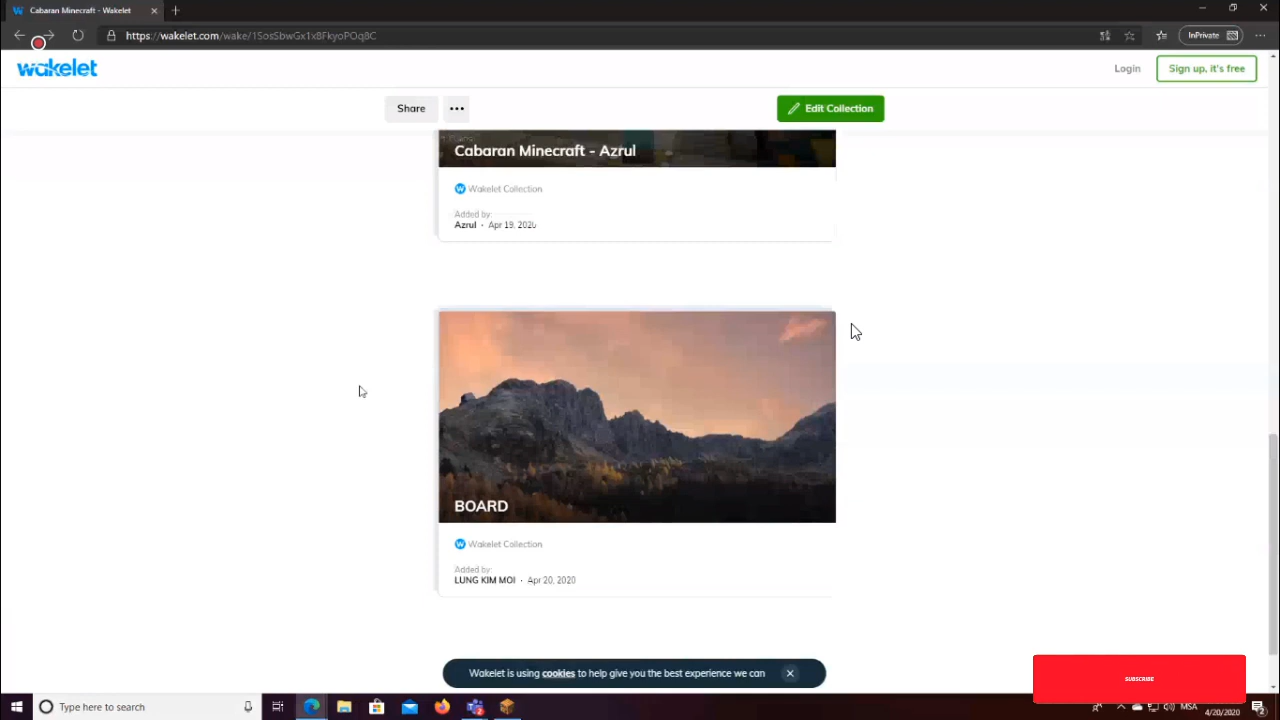 Cabaran Minecraft - Wakelet
https://wakelet.com/wake/1SosSbwGx1x8FkyoPOq8C
InPrivate
wakelet
Login
Sign up, it's free
Share
Edit Collection
Cabaran Minecraft - Azrul
Wakelet Collection
Added by:
Azrul · Apr 19, 2020
BOARD
Wakelet Collection
Added by:
LUNG KIM MOI · Apr 20, 2020
Wakelet is using cookies to help give you the best experience we can
SUBSCRIBE
Type here to search
MSA
4/20/2020
2